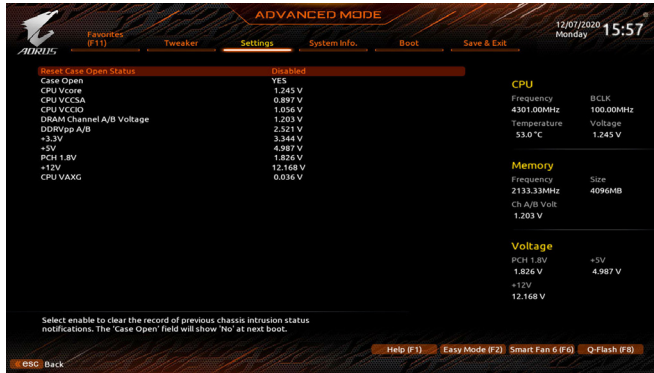 ADVANCED MODE
12/07/2020 Monday 15:57
AORUS
Favorites (F11) Tweaker Settings System Info. Boot Save & Exit
Reset Case Open Status Disabled
Case Open YES
CPU Vcore 1.245 V
CPU VCCSA 0.897 V
CPU VCCIO 1.056 V
DRAM Channel A/B Voltage 1.203 V
DDRVpp A/B 2.521 V
+3.3V 3.344 V
+5V 4.987 V
PCH 1.8V 1.826 V
+12V 12.168 V
CPU VAXG 0.036 V
CPU
Frequency BCLK
4301.00MHz 100.00MHz
Temperature Voltage
53.0 °C 1.245 V
Memory
Frequency Size
2133.33MHz 4096MB
Ch A/B Volt
1.203 V
Voltage
PCH 1.8V +5V
1.826 V 4.987 V
+12V
12.168 V
Select enable to clear the record of previous chassis intrusion status
notifications. The 'Case Open' field will show 'No' at next boot.
Help (F1) Easy Mode (F2) Smart Fan 6 (F6) Q-Flash (F8)
esc Back